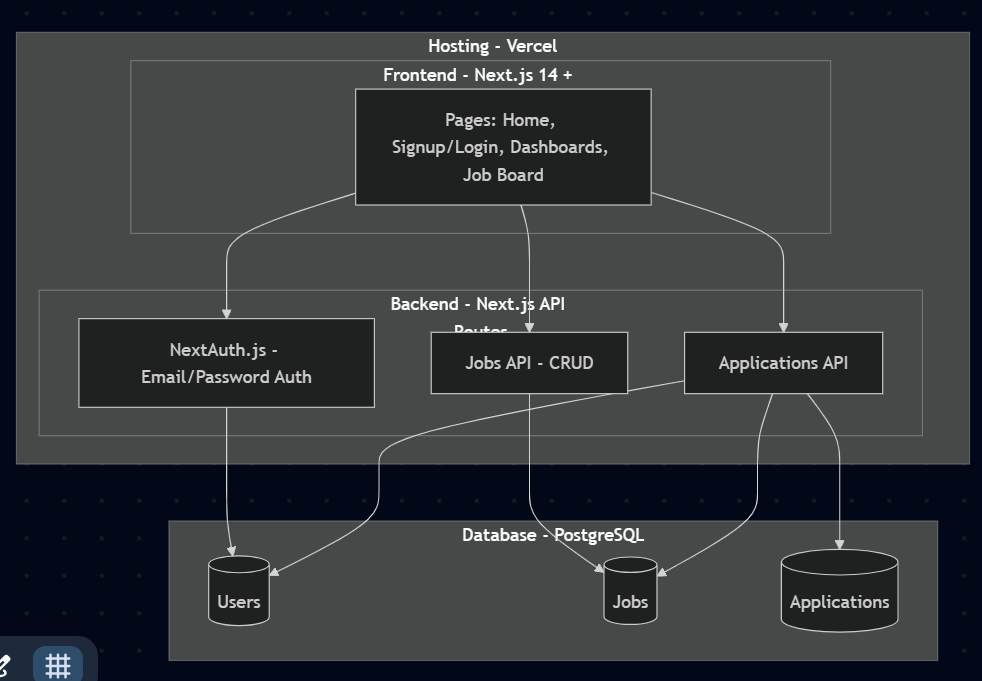 Hosting - Vercel
Frontend - Next.js 14 +
Pages: Home,
Signup/Login, Dashboards,
Job Board
Backend - Next.js API
Routes
NextAuth.js -
Email/Password Auth
Jobs API - CRUD
Applications API
Database - PostgreSQL
Users
Jobs
Applications